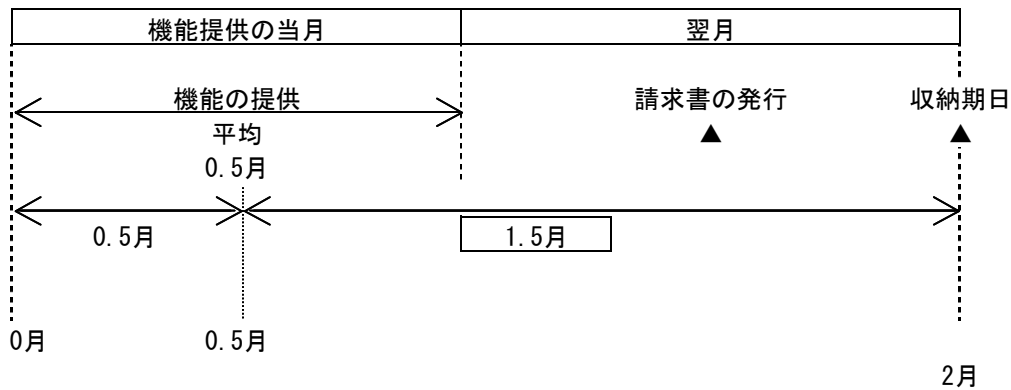 機能提供の当月
翌月
機能の提供
請求書の発行
収納期日
平均
▲
▲
0.5月
0.5月
1.5月
0月
0.5月
2月